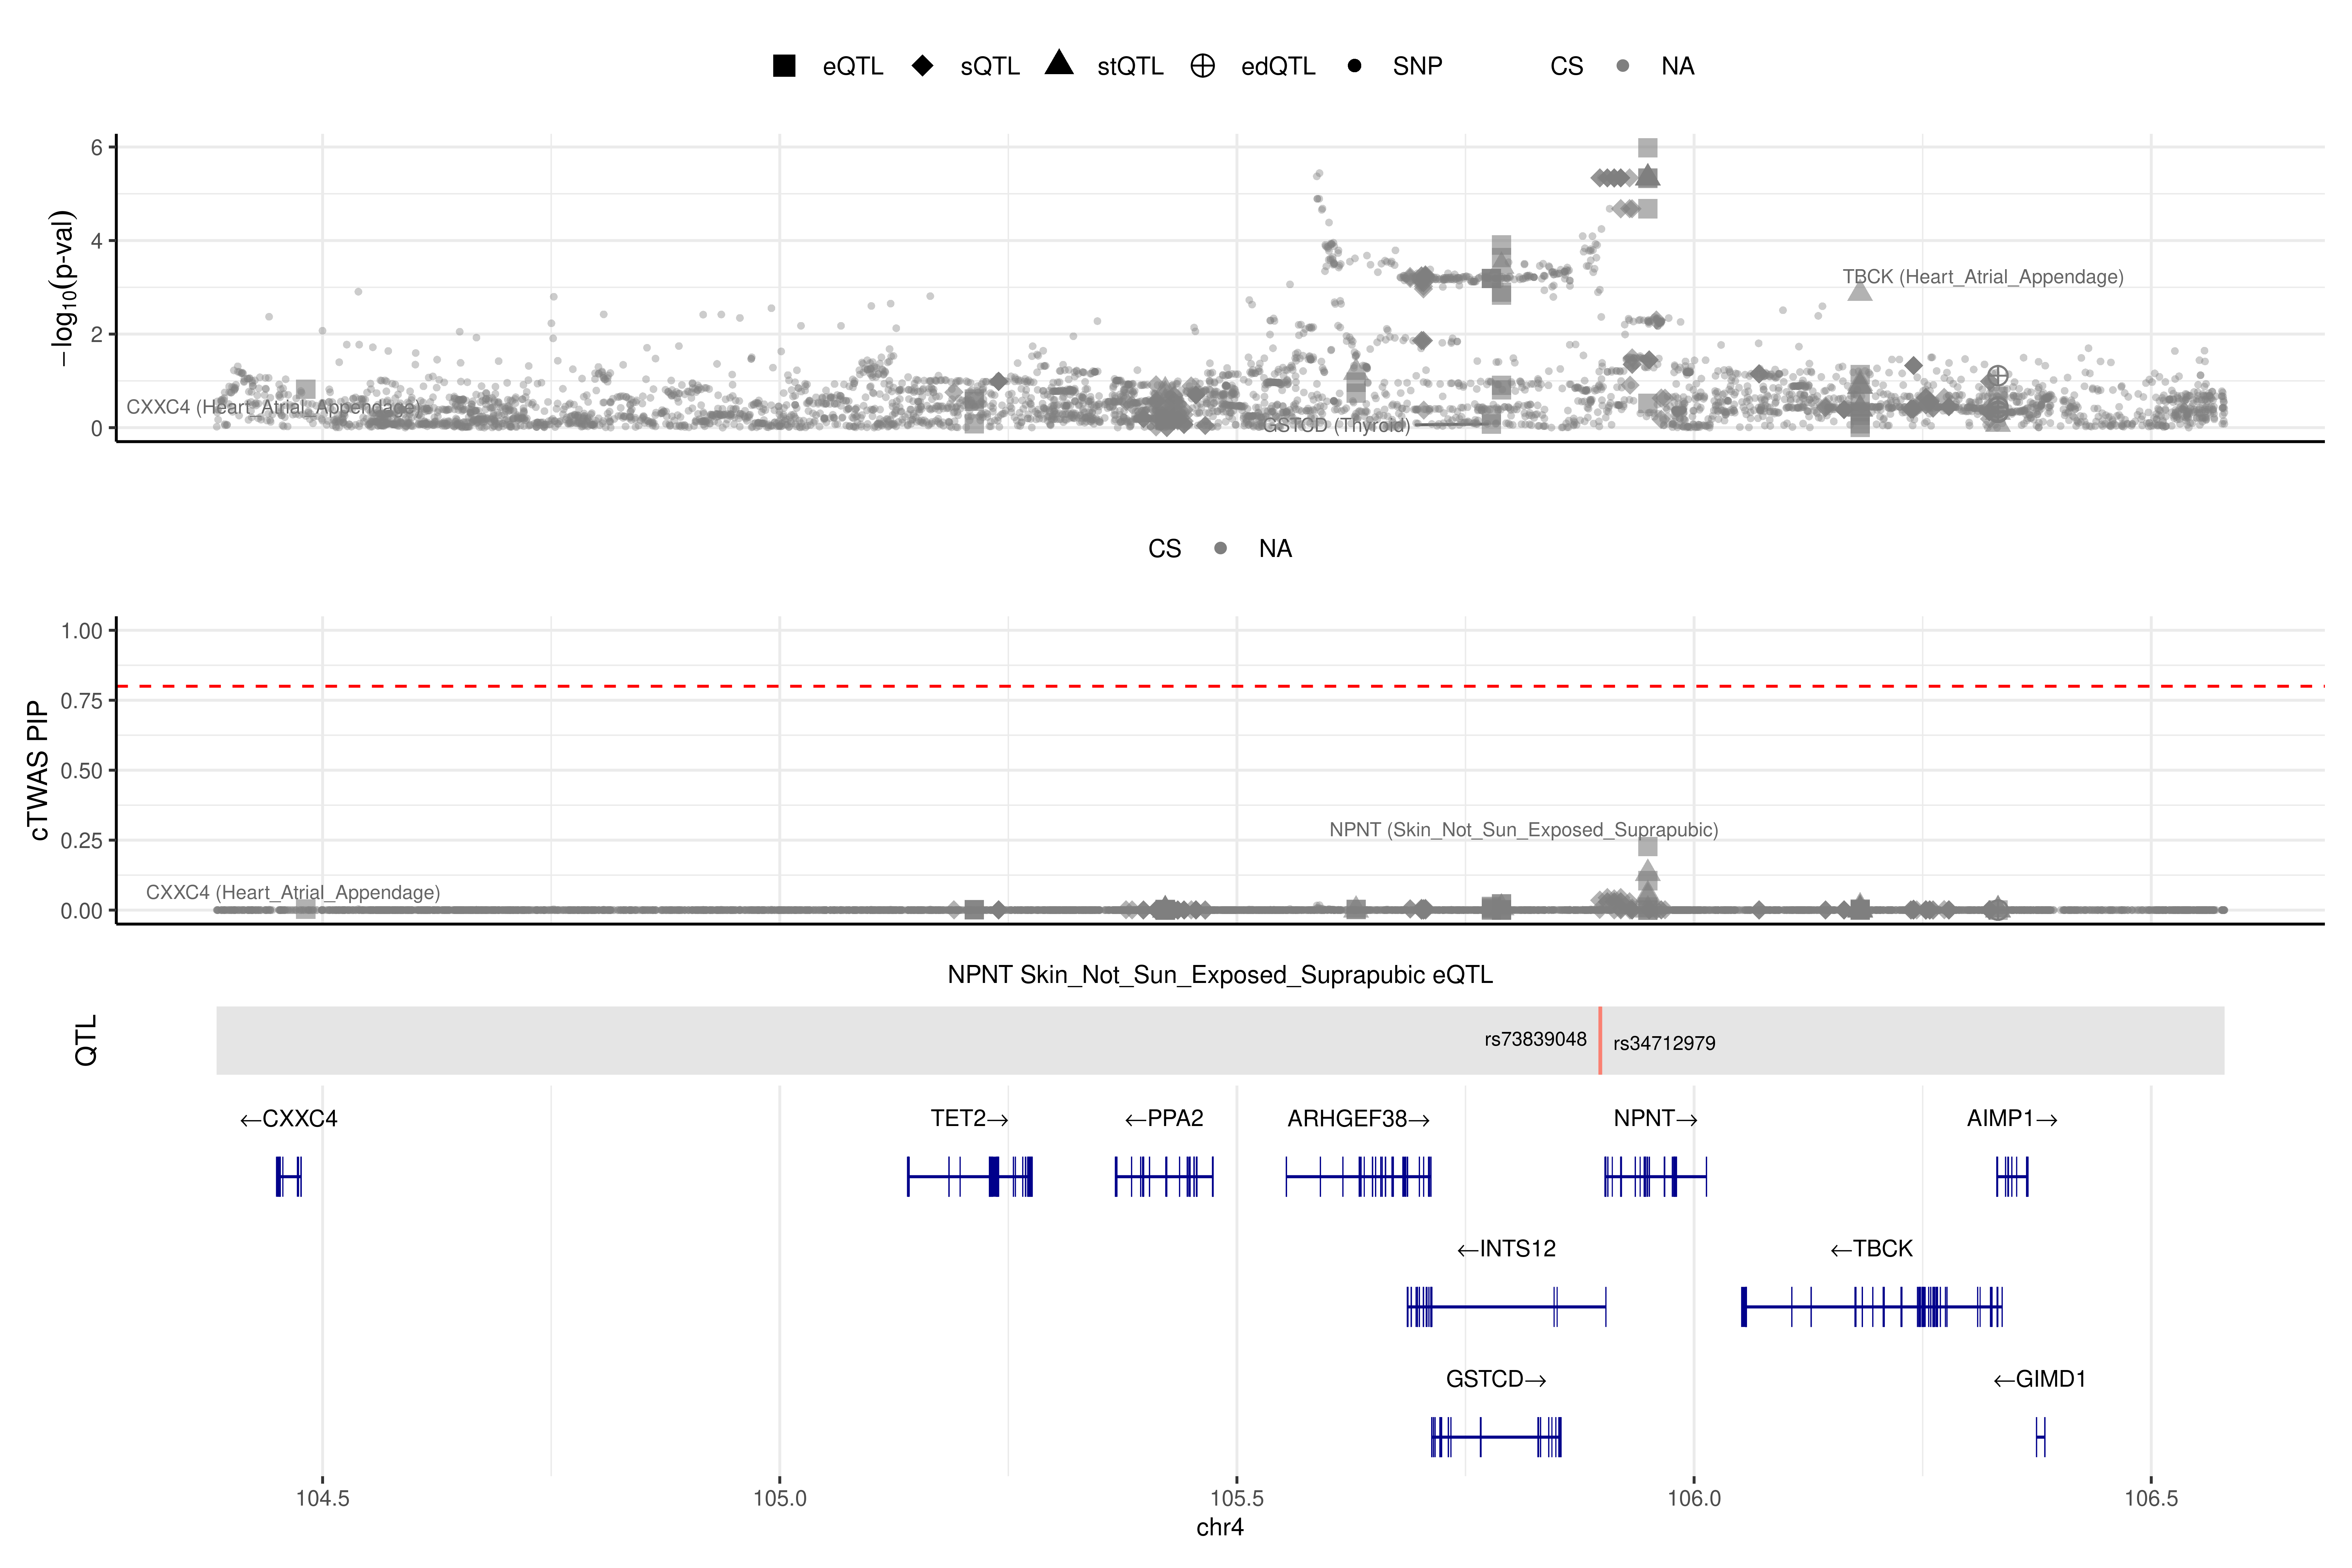 eQTL sQTL stQTL edQTL SNP CS NA
−log10(p-val)
6
4
2
0
TBCK (Heart_Atrial_Appendage)
CXXC4 (Heart_Atrial_Appendage)
GSTCD (Thyroid)
CS NA
cTWAS PIP
1.00
0.75
0.50
0.25
0.00
NPNT (Skin_Not_Sun_Exposed_Suprapubic)
CXXC4 (Heart_Atrial_Appendage)
NPNT Skin_Not_Sun_Exposed_Suprapubic eQTL
QTL
rs73839048 rs34712979
←CXXC4 TET2→ ←PPA2 ARHGEF38→ NPNT→ AIMP1→
←INTS12 ←TBCK
GSTCD→ ←GIMD1
104.5 105.0 105.5 106.0 106.5
chr4